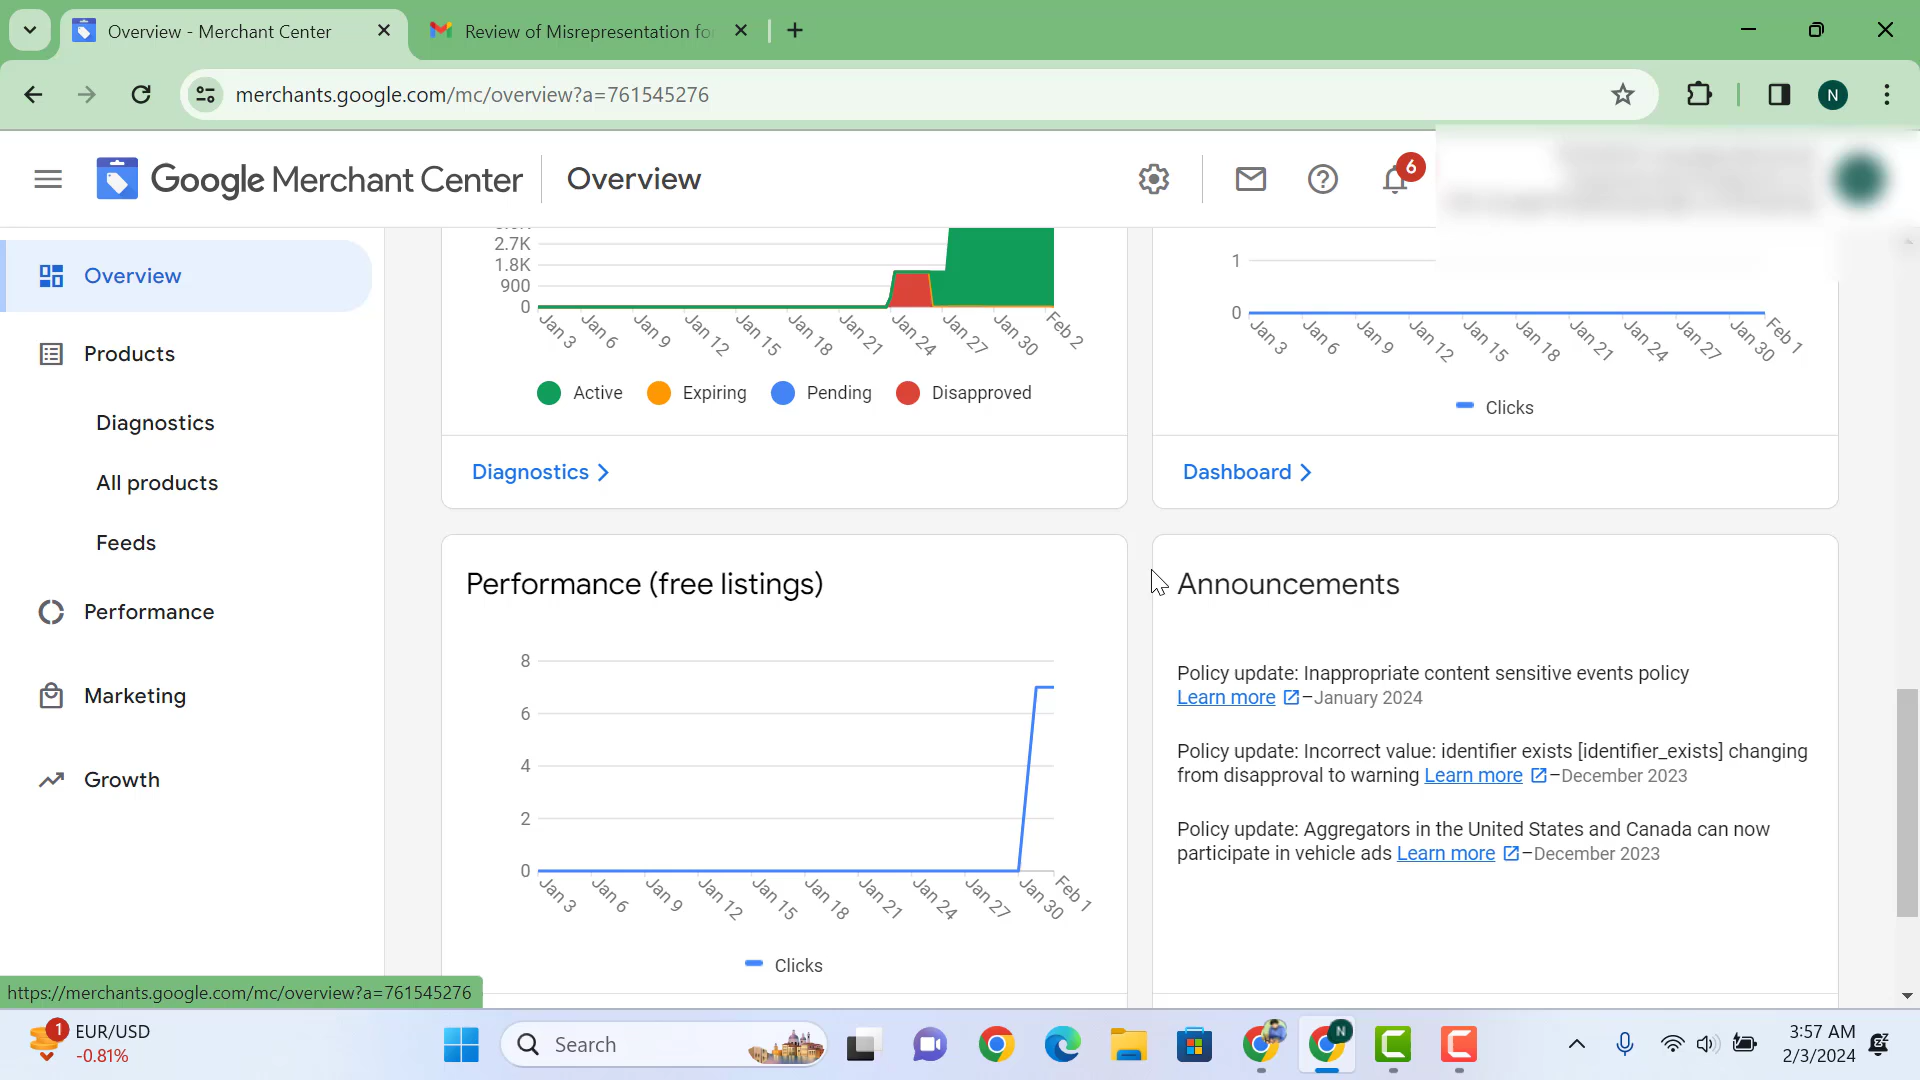 Overview - Merchant Center
Review of Misrepresentation fo
merchants.google.com/mc/overview?a=761545276
N
Google Merchant Center
Overview
6
Overview
Products
Diagnostics
All products
Feeds
Performance
Marketing
Growth
2.7K
1.8K
900
0
Jan 3
Jan 6
Jan 9
Jan 12
Jan 15
Jan 18
Jan 21
Jan 24
Jan 27
Jan 30
Feb 2
Active
Expiring
Pending
Disapproved
Diagnostics
1
0
Jan 3
Jan 6
Jan 9
Jan 12
Jan 15
Jan 18
Jan 21
Jan 24
Jan 27
Jan 30
Feb 1
Clicks
Dashboard
Performance (free listings)
8
6
4
2
0
Jan 3
Jan 6
Jan 9
Jan 12
Jan 15
Jan 18
Jan 21
Jan 24
Jan 27
Jan 30
Feb 1
Clicks
Announcements
Policy update: Inappropriate content sensitive events policy
Learn more –January 2024
Policy update: Incorrect value: identifier exists [identifier_exists] changing
from disapproval to warning Learn more –December 2023
Policy update: Aggregators in the United States and Canada can now
participate in vehicle ads Learn more –December 2023
https://merchants.google.com/mc/overview?a=761545276
1
EUR/USD
-0.81%
Search
N
3:57 AM
2/3/2024